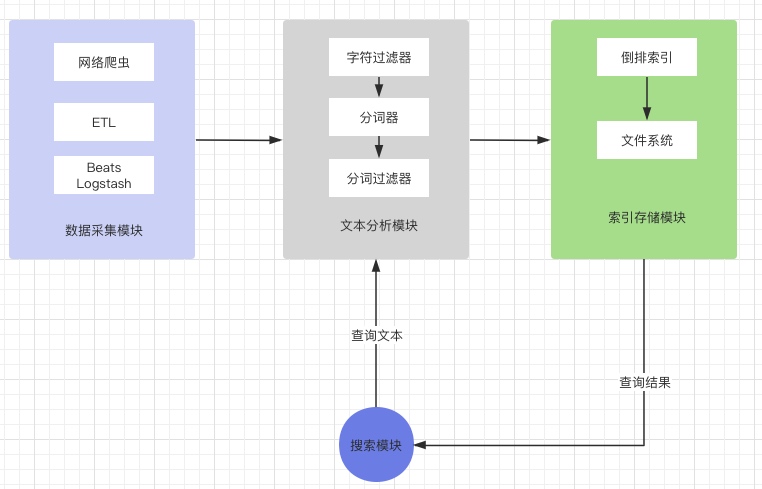 网络爬虫
ETL
Beats
Logstash
数据采集模块
字符过滤器
分词器
分词过滤器
文本分析模块
倒排索引
文件系统
索引存储模块
查询文本
查询结果
搜索模块